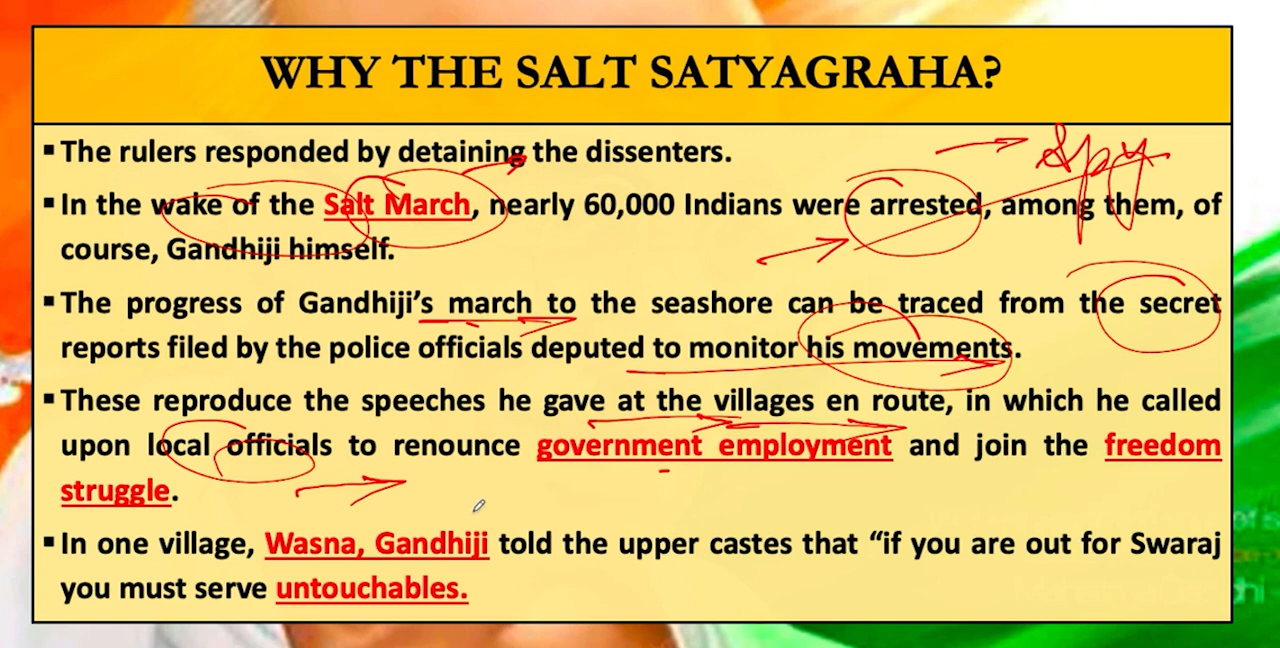 WHY THE SALT SATYAGRAHA?
▪ The rulers responded by detaining the dissenters.
Spy
▪ In the wake of the Salt March, nearly 60,000 Indians were arrested, among them, of
course, Gandhiji himself.
▪ The progress of Gandhiji’s march to the seashore can be traced from the secret
reports filed by the police officials deputed to monitor his movements.
▪ These reproduce the speeches he gave at the villages en route, in which he called
upon local officials to renounce government employment and join the freedom
struggle.
▪ In one village, Wasna, Gandhiji told the upper castes that “if you are out for Swaraj
you must serve untouchables.